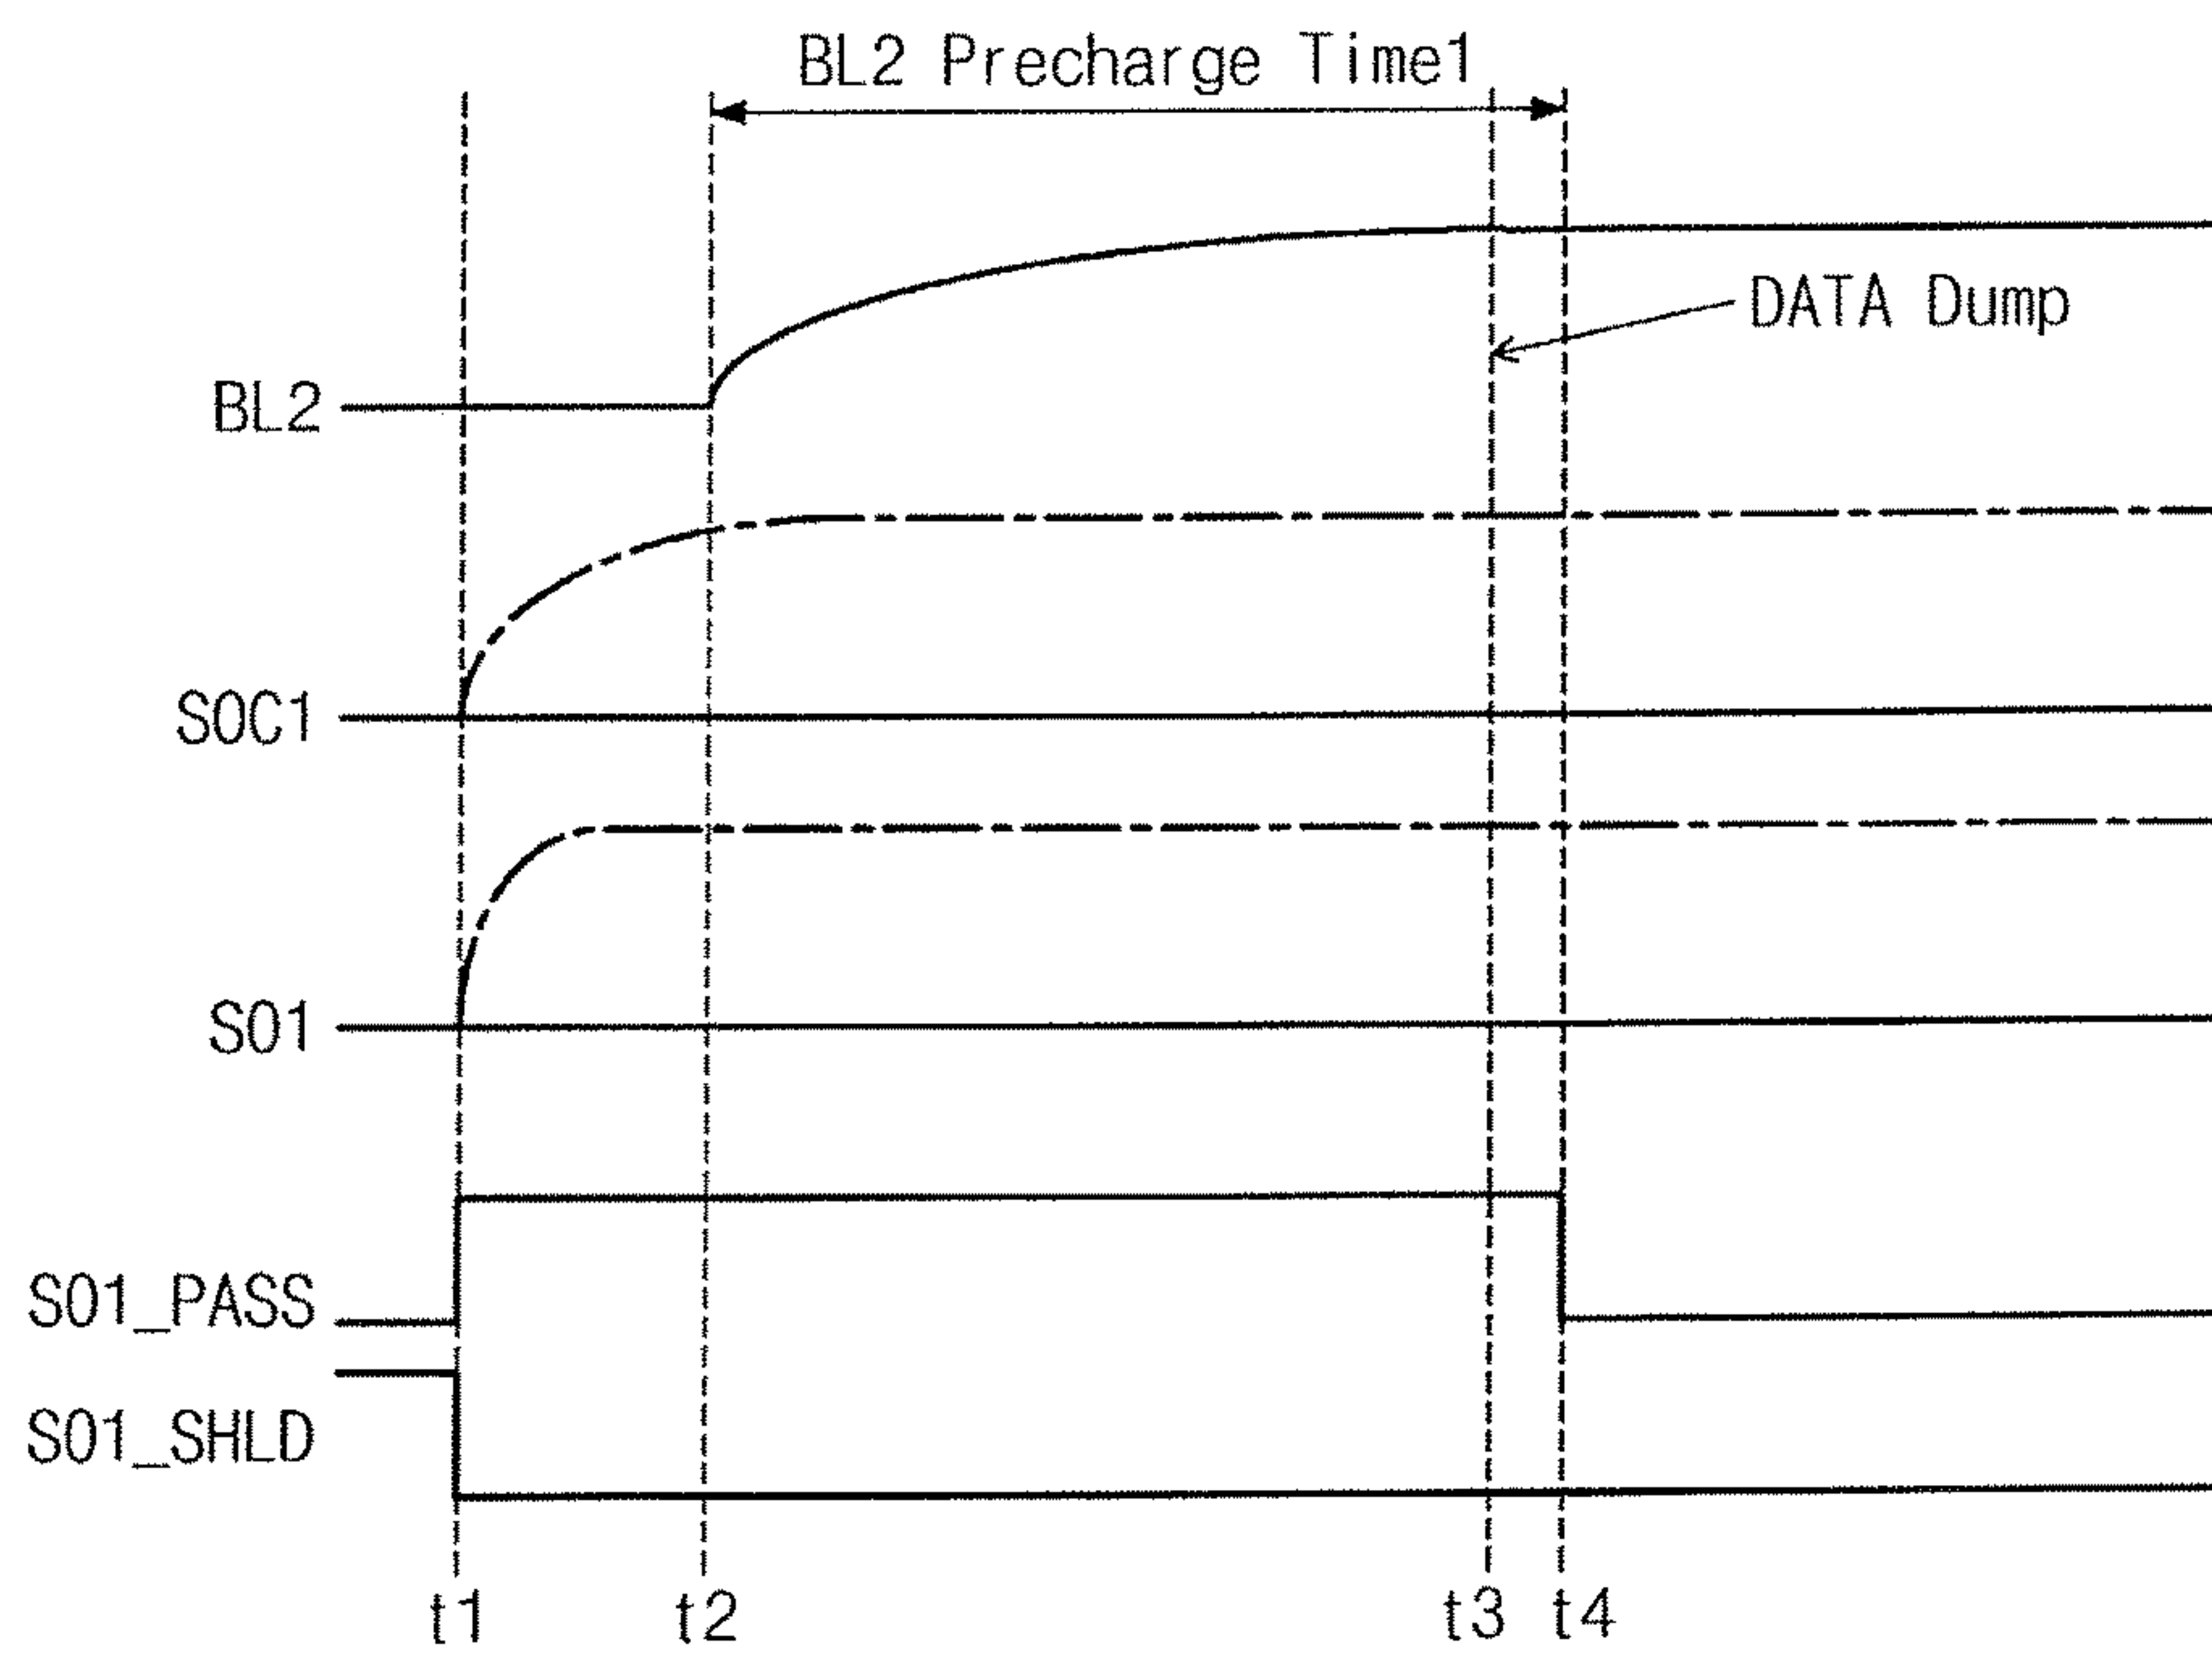 BL2 Precharge Time1
DATA Dump
BL2
SOC1
SO1
SO1_PASS
SO1_SHLD
t1 t2 t3 t4